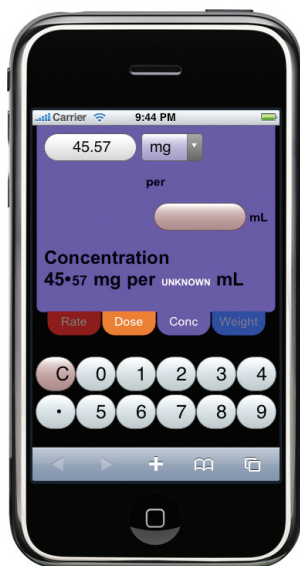 Carrier 9:44 PM
45.57 mg
per
mL
Concentration
45•57 mg per UNKNOWN mL
Rate Dose Conc Weight
C 0 1 2 3 4
• 5 6 7 8 9